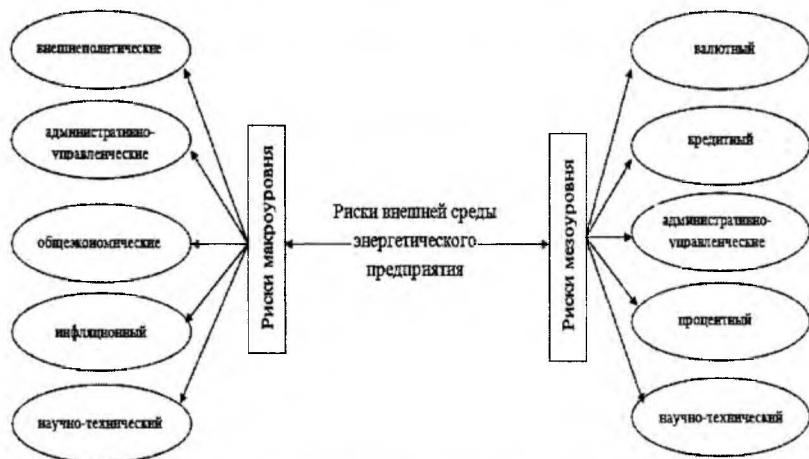 внешнеполитические
административно-
управленческие
общеэкономические
инфляционный
научно-технический
Риски макроуровня
Риски внешней среды
энергетического
предприятия
Риски мезоуровня
валютный
кредитный
административно-
управленческие
процентный
научно-технический